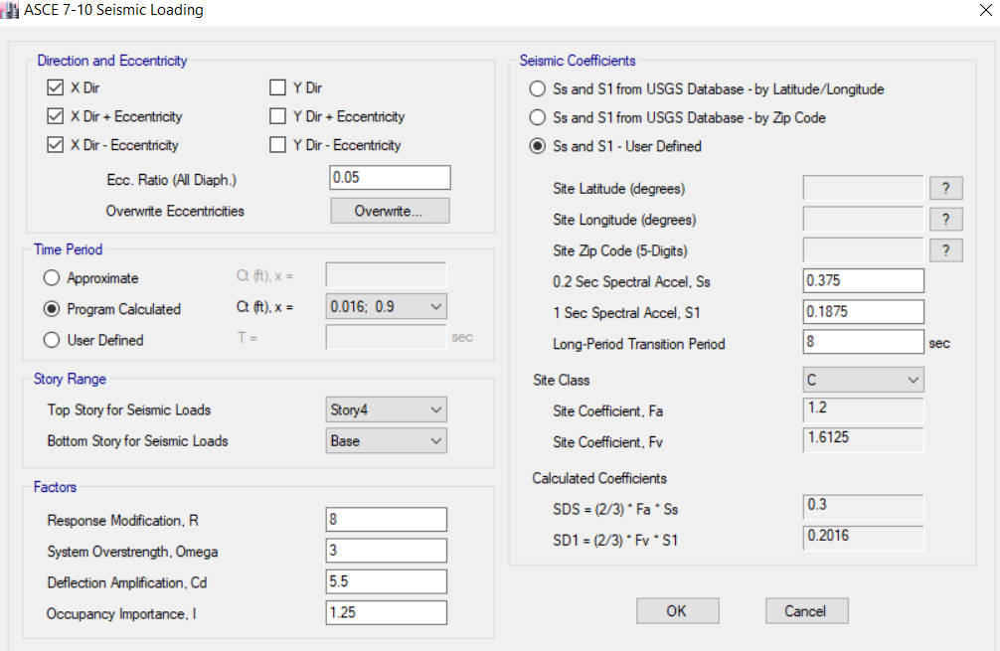 ASCE 7-10 Seismic Loading
Direction and Eccentricity
X Dir
Y Dir
X Dir + Eccentricity
Y Dir + Eccentricity
X Dir - Eccentricity
Y Dir - Eccentricity
Ecc. Ratio (All Diaph.)
0.05
Overwrite Eccentricities
Overwrite...
Time Period
Approximate
Ct (ft), x =
Program Calculated
Ct (ft), x =
0.016; 0.9
User Defined
T =
sec
Story Range
Top Story for Seismic Loads
Story4
Bottom Story for Seismic Loads
Base
Factors
Response Modification, R
8
System Overstrength, Omega
3
Deflection Amplification, Cd
5.5
Occupancy Importance, I
1.25
Seismic Coefficients
Ss and S1 from USGS Database - by Latitude/Longitude
Ss and S1 from USGS Database - by Zip Code
Ss and S1 - User Defined
Site Latitude (degrees)
?
Site Longitude (degrees)
?
Site Zip Code (5-Digits)
?
0.2 Sec Spectral Accel, Ss
0.375
1 Sec Spectral Accel, S1
0.1875
Long-Period Transition Period
8
sec
Site Class
C
Site Coefficient, Fa
1.2
Site Coefficient, Fv
1.6125
Calculated Coefficients
SDS = (2/3) * Fa * Ss
0.3
SD1 = (2/3) * Fv * S1
0.2016
OK
Cancel